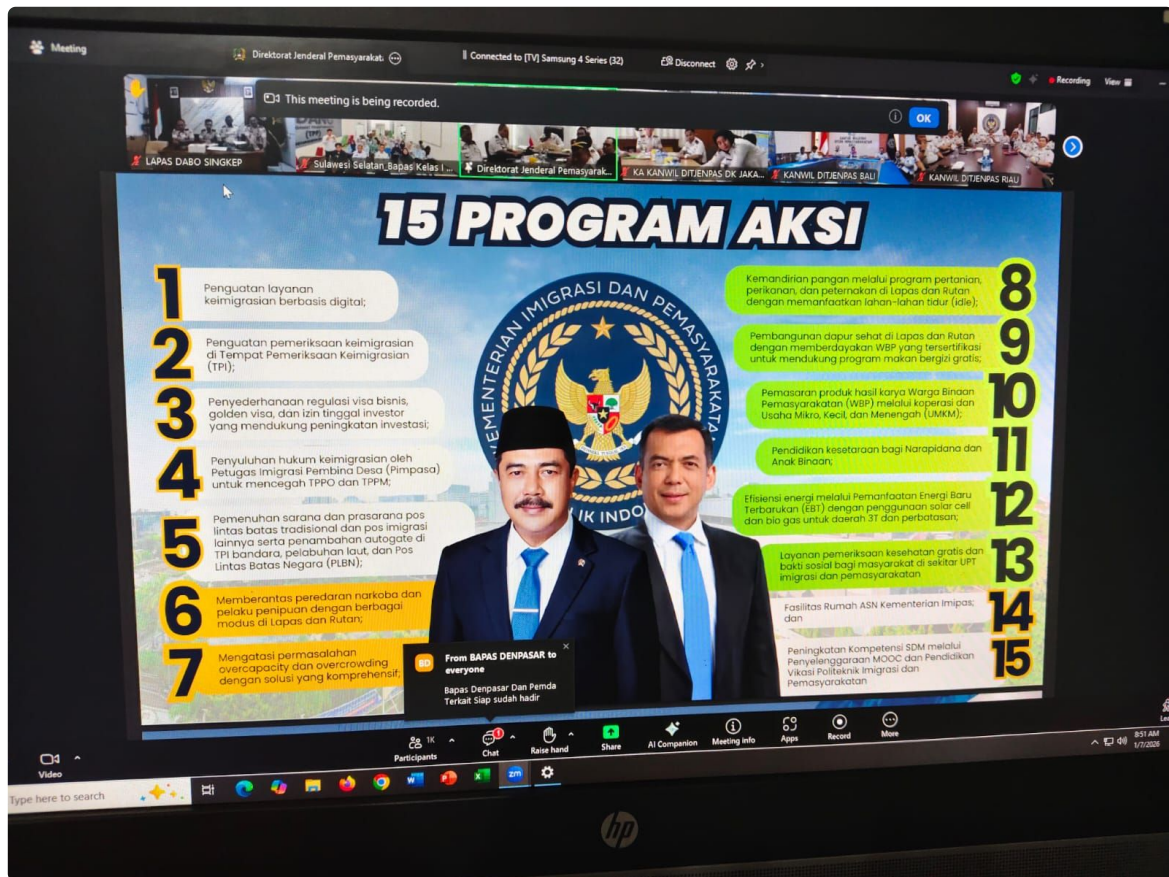 Meeting
Direktorat Jenderal Pemasyarakat
Connected to [TV] Samsung 4 Series (32)
Disconnect
Recording
View
This meeting is being recorded.
OK
LAPAS DABO SINGKEP
Sulawesi Selatan_Bapas Kelas I ...
Direktorat Jenderal Pemasyarak...
KA KANWIL DITJENPAS DK JAKA...
KANWIL DITJENPAS BALI
KANWIL DITJENPAS RIAU
15 PROGRAM AKSI
KEMENTERIAN IMIGRASI DAN PEMASYARAKATA
LIK INDO
1
Penguatan layanan
keimigrasian berbasis digital;
2
Penguatan pemeriksaan keimigrasian
di Tempat Pemeriksaan Keimigrasian
(TPI);
3
Penyederhanaan regulasi visa bisnis,
golden visa, dan izin tinggal investor
yang mendukung peningkatan investasi;
4
Penyuluhan hukum keimigrasian oleh
Petugas Imigrasi Pembina Desa (Pimpasa)
untuk mencegah TPPO dan TPPM;
5
Pemenuhan sarana dan prasarana pos
lintas batas tradisional dan pos imigrasi
lainnya serta penambahan autogate di
TPI bandara, pelabuhan laut, dan Pos
Lintas Batas Negara (PLBN);
6
Memberantas peredaran narkoba dan
pelaku penipuan dengan berbagai
modus di Lapas dan Rutan;
7
Mengatasi permasalahan
overcapacity dan overcrowding
dengan solusi yang komprehensif;
Kemandirian pangan melalui program pertanian,
perikanan, dan peternakan di Lapas dan Rutan
dengan memanfaatkan lahan-lahan tidur (idle);
8
Pembangunan dapur sehat di Lapas dan Rutan
dengan memberdayakan WBP yang tersertifikasi
untuk mendukung program makan bergizi gratis;
9
Pemasaran produk hasil karya Warga Binaan
Pemasyarakatan (WBP) melalui koperasi dan
Usaha Mikro, Kecil, dan Menengah (UMKM);
10
Pendidikan kesetaraan bagi Narapidana dan
Anak Binaan;
11
Efisiensi energi melalui Pemanfaatan Energi Baru
Terbarukan (EBT) dengan penggunaan solar cell
dan bio gas untuk daerah 3T dan perbatasan;
12
Layanan pemeriksaan kesehatan gratis dan
bakti sosial bagi masyarakat di sekitar UPT
imigrasi dan pemasyarakatan
13
Fasilitas Rumah ASN Kementerian Imipas;
dan
14
Peningkatan Kompetensi SDM melalui
Penyelenggaraan MOOC dan Pendidikan
Vikasi Politeknik Imigrasi dan
Pemasyarakatan
15
BD
From BAPAS DENPASAR to
everyone
Bapas Denpasar Dan Pemda
Terkait Siap sudah hadir
Video
1K
Participants
1
Chat
Raise hand
Share
AI Companion
Meeting info
Apps
Record
More
Type here to search
zm
8:51 AM
1/7/2026
hp